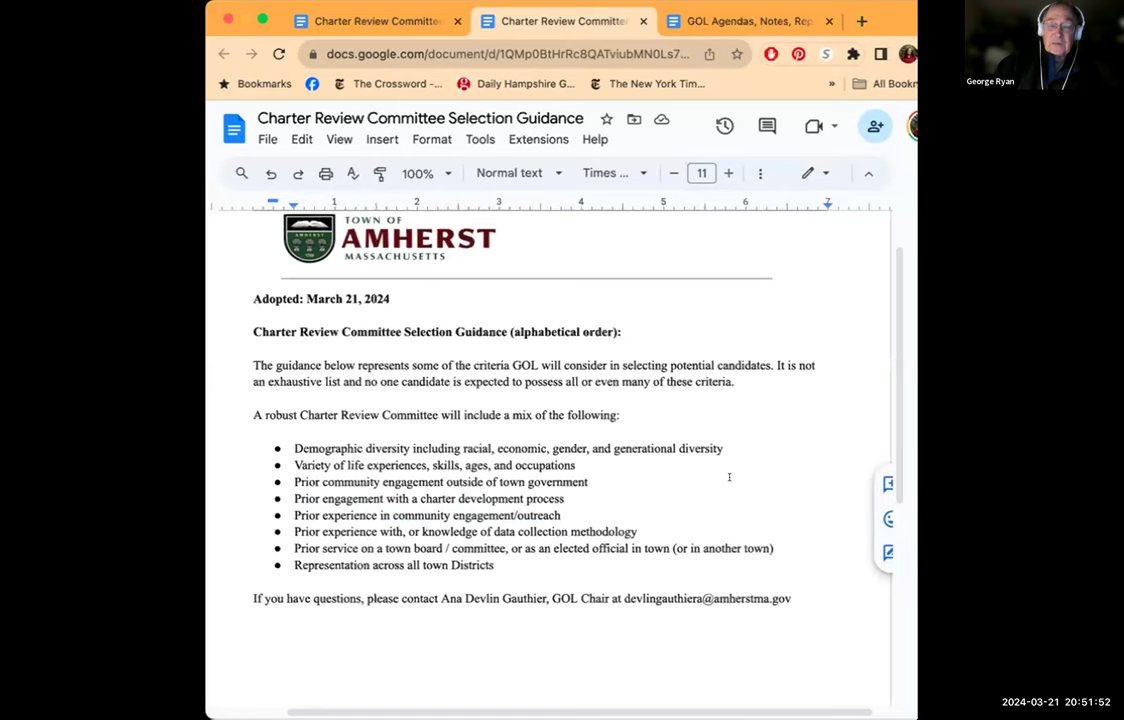 Charter Review Committee
Charter Review Committe
GOL Agendas, Notes, Rep
docs.google.com/document/d/1QMp0BtHrRc8QATviubMN0Ls7...
Bookmarks
The Crossword -...
Daily Hampshire G...
The New York Tim...
»
All Bookr
Charter Review Committee Selection Guidance
File Edit View Insert Format Tools Extensions Help
100% Normal text Times ... 11
1 2 3 4 5 6 7
TOWN OF
AMHERST
MASSACHUSETTS
Adopted: March 21, 2024
Charter Review Committee Selection Guidance (alphabetical order):
The guidance below represents some of the criteria GOL will consider in selecting potential candidates. It is not
an exhaustive list and no one candidate is expected to possess all or even many of these criteria.
A robust Charter Review Committee will include a mix of the following:
● Demographic diversity including racial, economic, gender, and generational diversity
● Variety of life experiences, skills, ages, and occupations
● Prior community engagement outside of town government
● Prior engagement with a charter development process
● Prior experience in community engagement/outreach
● Prior experience with, or knowledge of data collection methodology
● Prior service on a town board / committee, or as an elected official in town (or in another town)
● Representation across all town Districts
If you have questions, please contact Ana Devlin Gauthier, GOL Chair at devlingauthiera@amherstma.gov
George Ryan
2024-03-21 20:51:52